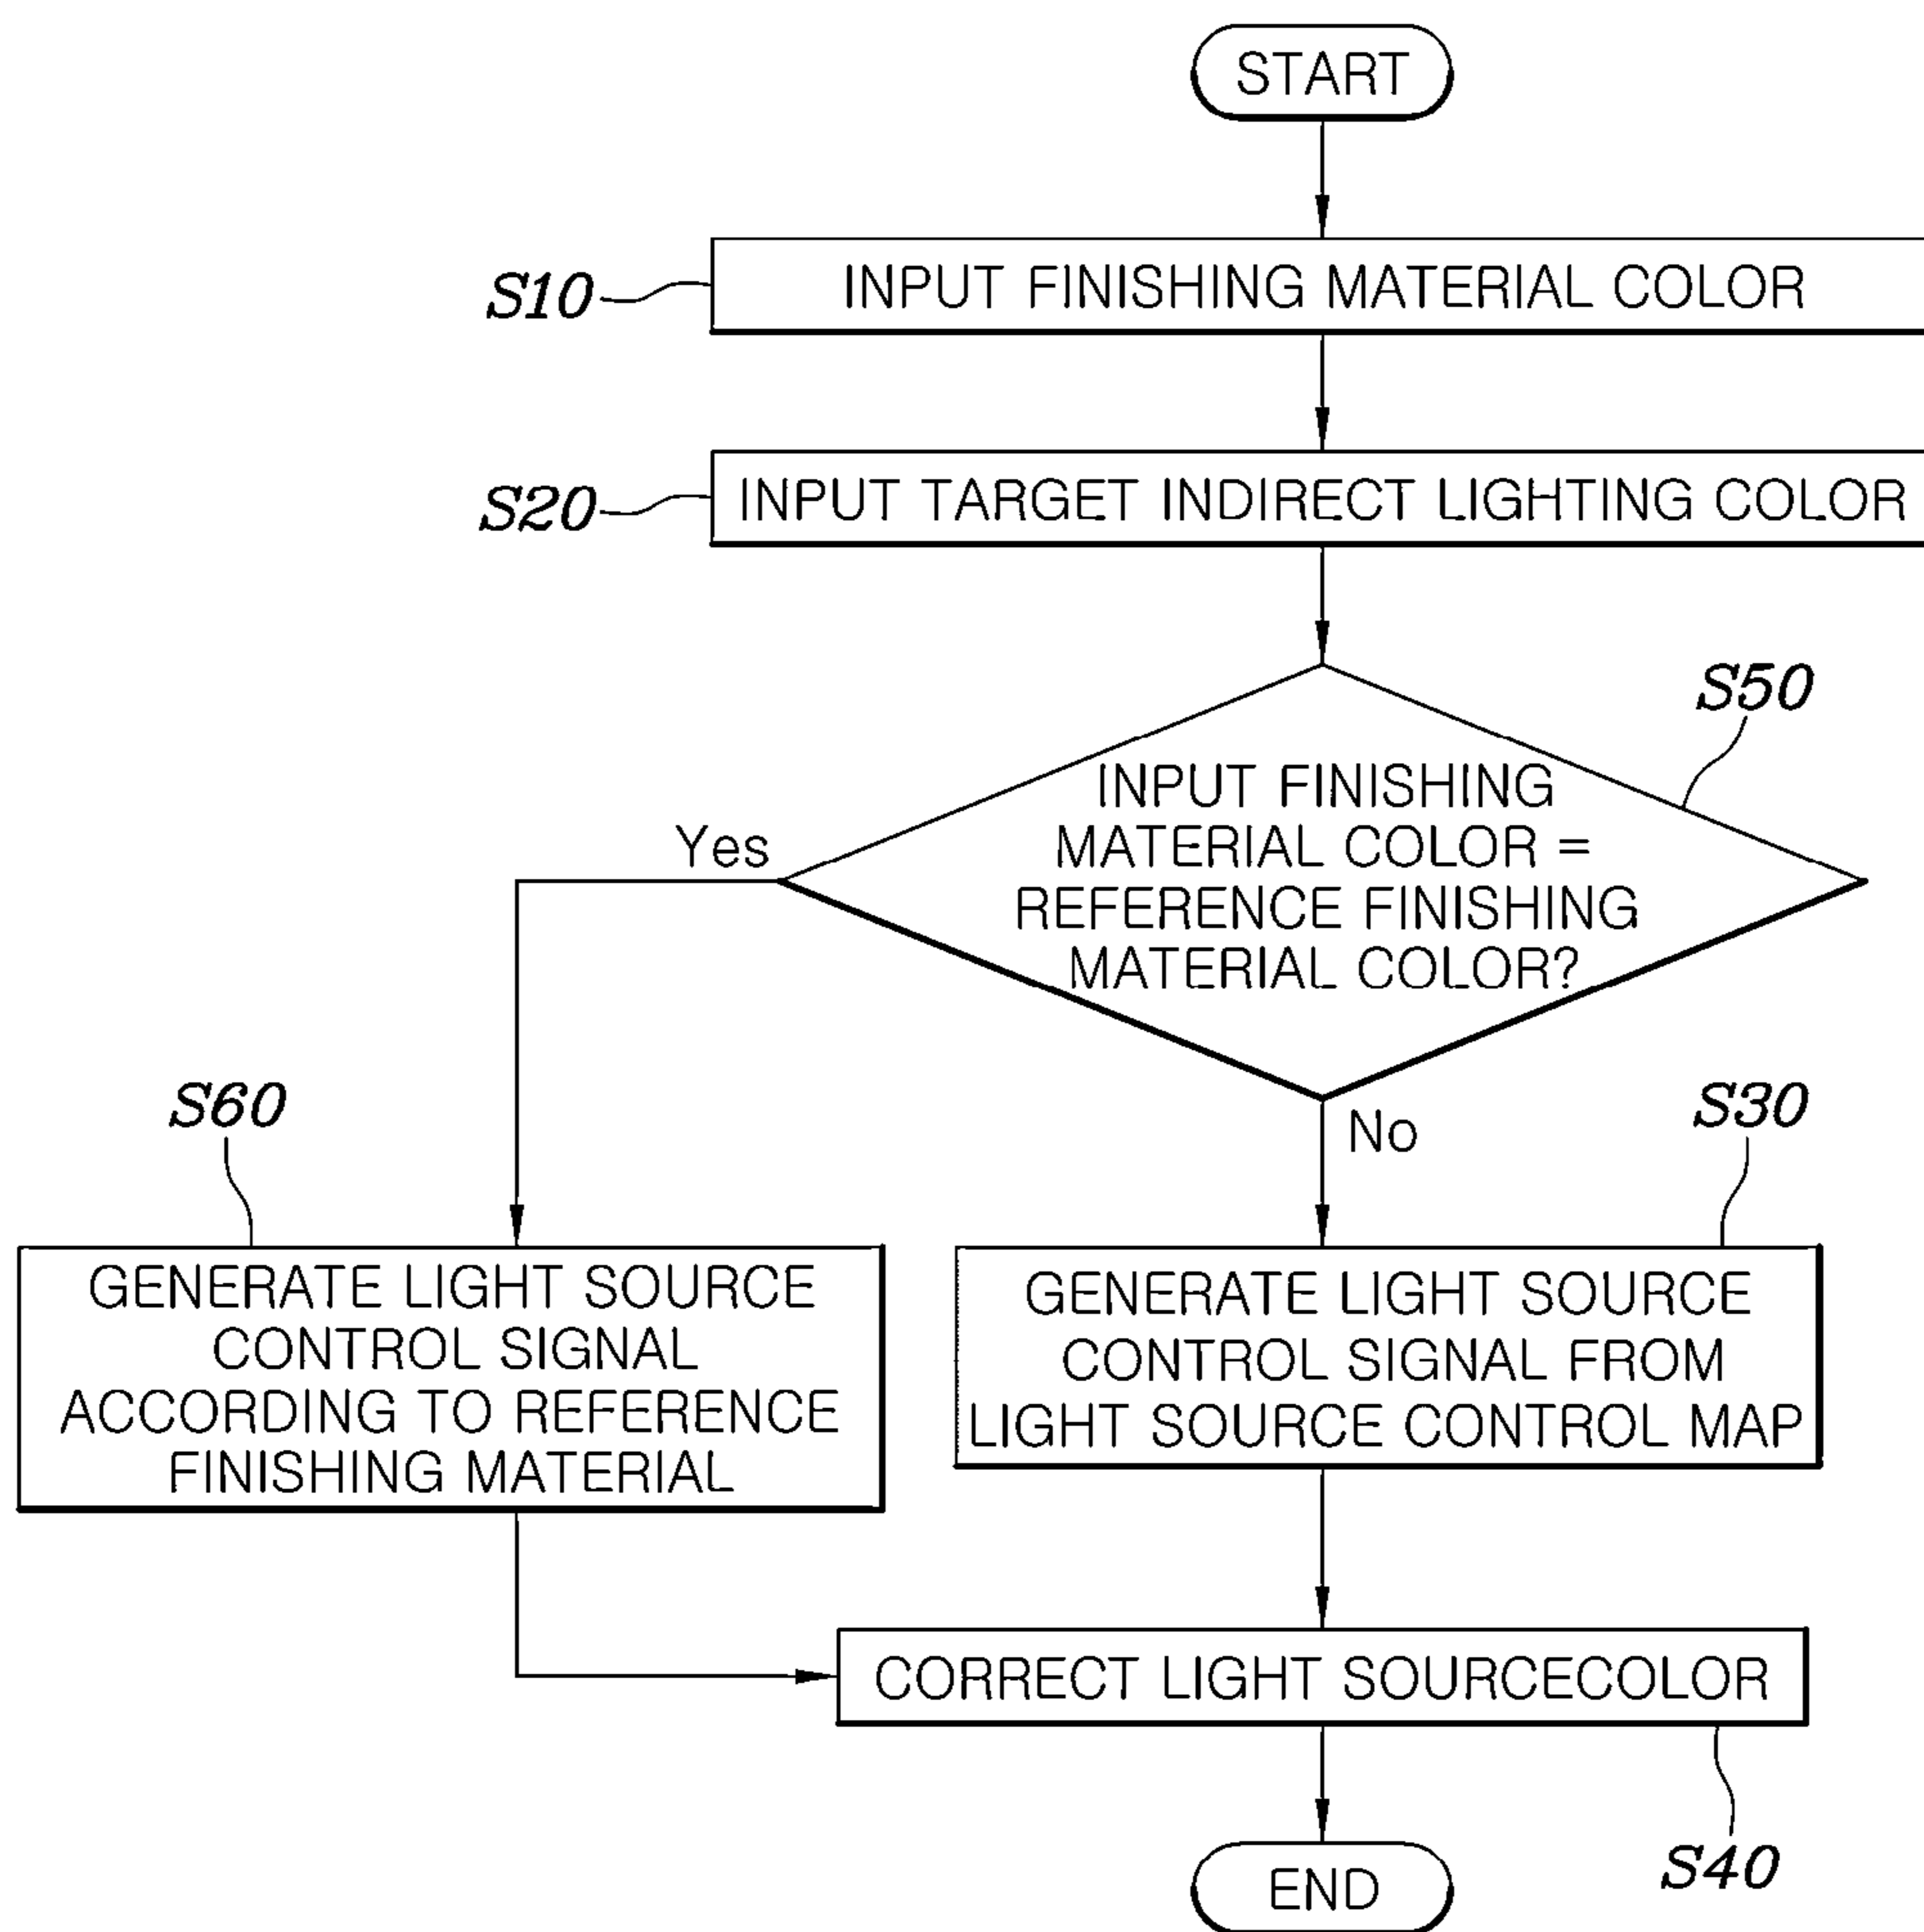 START
S10
INPUT FINISHING MATERIAL COLOR
S20
INPUT TARGET INDIRECT LIGHTING COLOR
S50
INPUT FINISHING
MATERIAL COLOR =
REFERENCE FINISHING
MATERIAL COLOR?
Yes
No
S60
GENERATE LIGHT SOURCE
CONTROL SIGNAL
ACCORDING TO REFERENCE
FINISHING MATERIAL
S30
GENERATE LIGHT SOURCE
CONTROL SIGNAL FROM
LIGHT SOURCE CONTROL MAP
CORRECT LIGHT SOURCECOLOR
S40
END